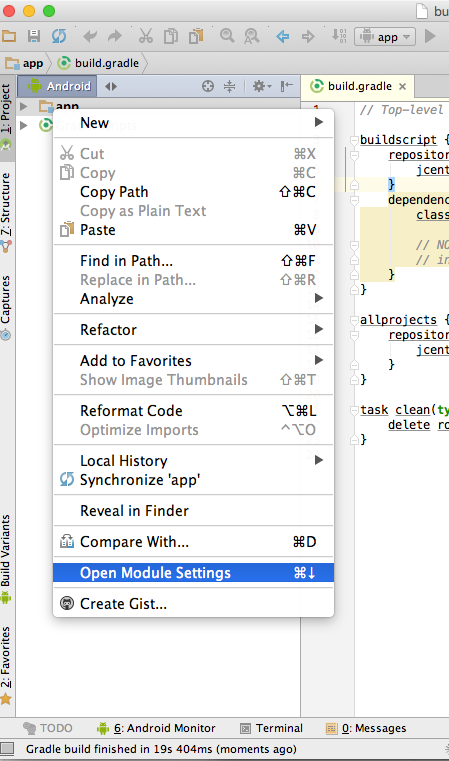 bu
app
app
build.gradle
Android
build.gradle ×
1: Project
Z: Structure
Captures
Build Variants
2: Favorites
app
New
Cut ⌘X
Copy ⌘C
Copy Path ⇧⌘C
Copy as Plain Text
Paste ⌘V
Find in Path... ⇧⌘F
Replace in Path... ⇧⌘R
Analyze
Refactor
Add to Favorites
Show Image Thumbnails ⇧⌘T
Reformat Code ⌥⌘L
Optimize Imports ^⌥O
Local History
Synchronize 'app'
Reveal in Finder
Compare With... ⌘D
Open Module Settings ⌘↓
Create Gist...
1
// Top-level
buildscript {
repositor
jcent
}
dependenc
class
// NO
// in
}
}
allprojects {
repositor
jcent
}
}
task clean(ty
delete ro
}
TODO
6: Android Monitor
Terminal
0: Messages
Gradle build finished in 19s 404ms (moments ago)